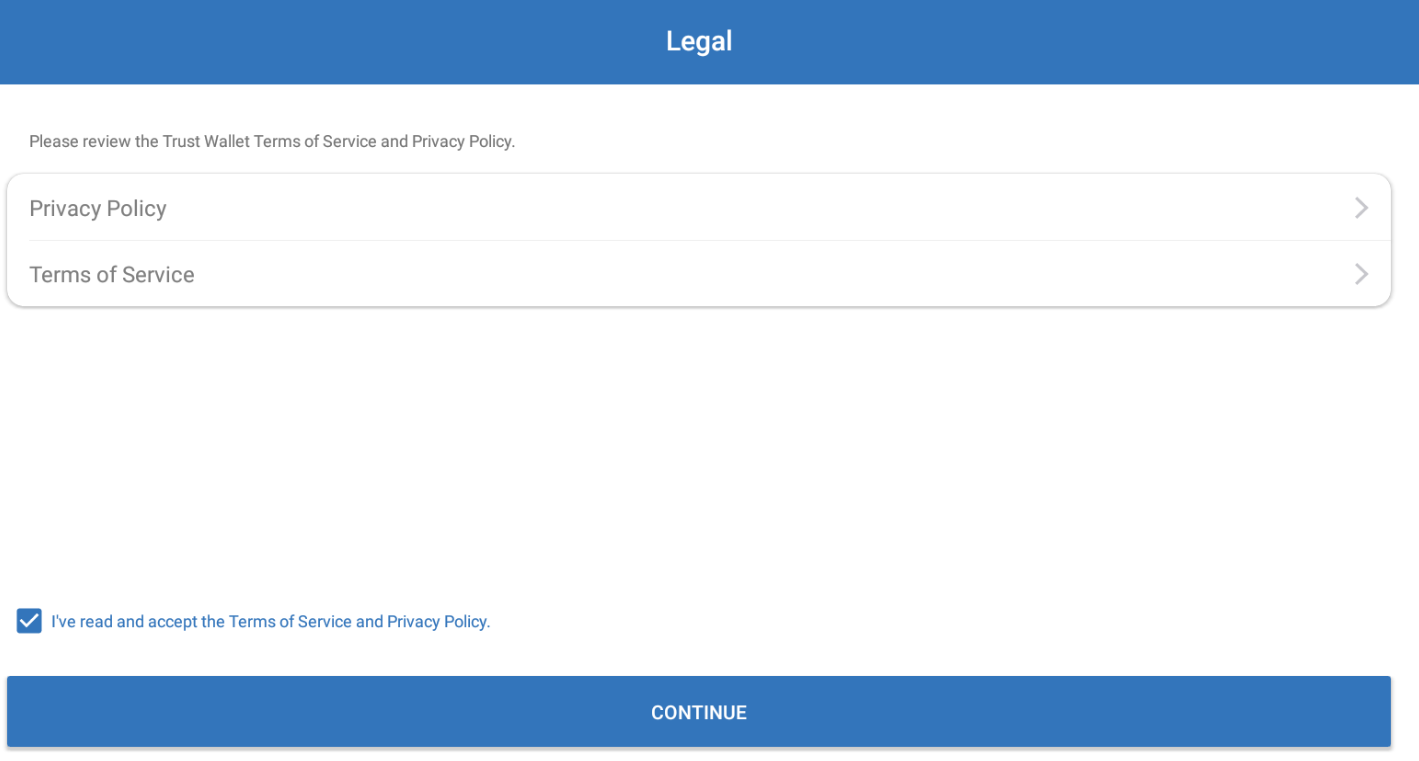 Legal
Please review the Trust Wallet Terms of Service and Privacy Policy.
Privacy Policy
Terms of Service
I've read and accept the Terms of Service and Privacy Policy.
CONTINUE